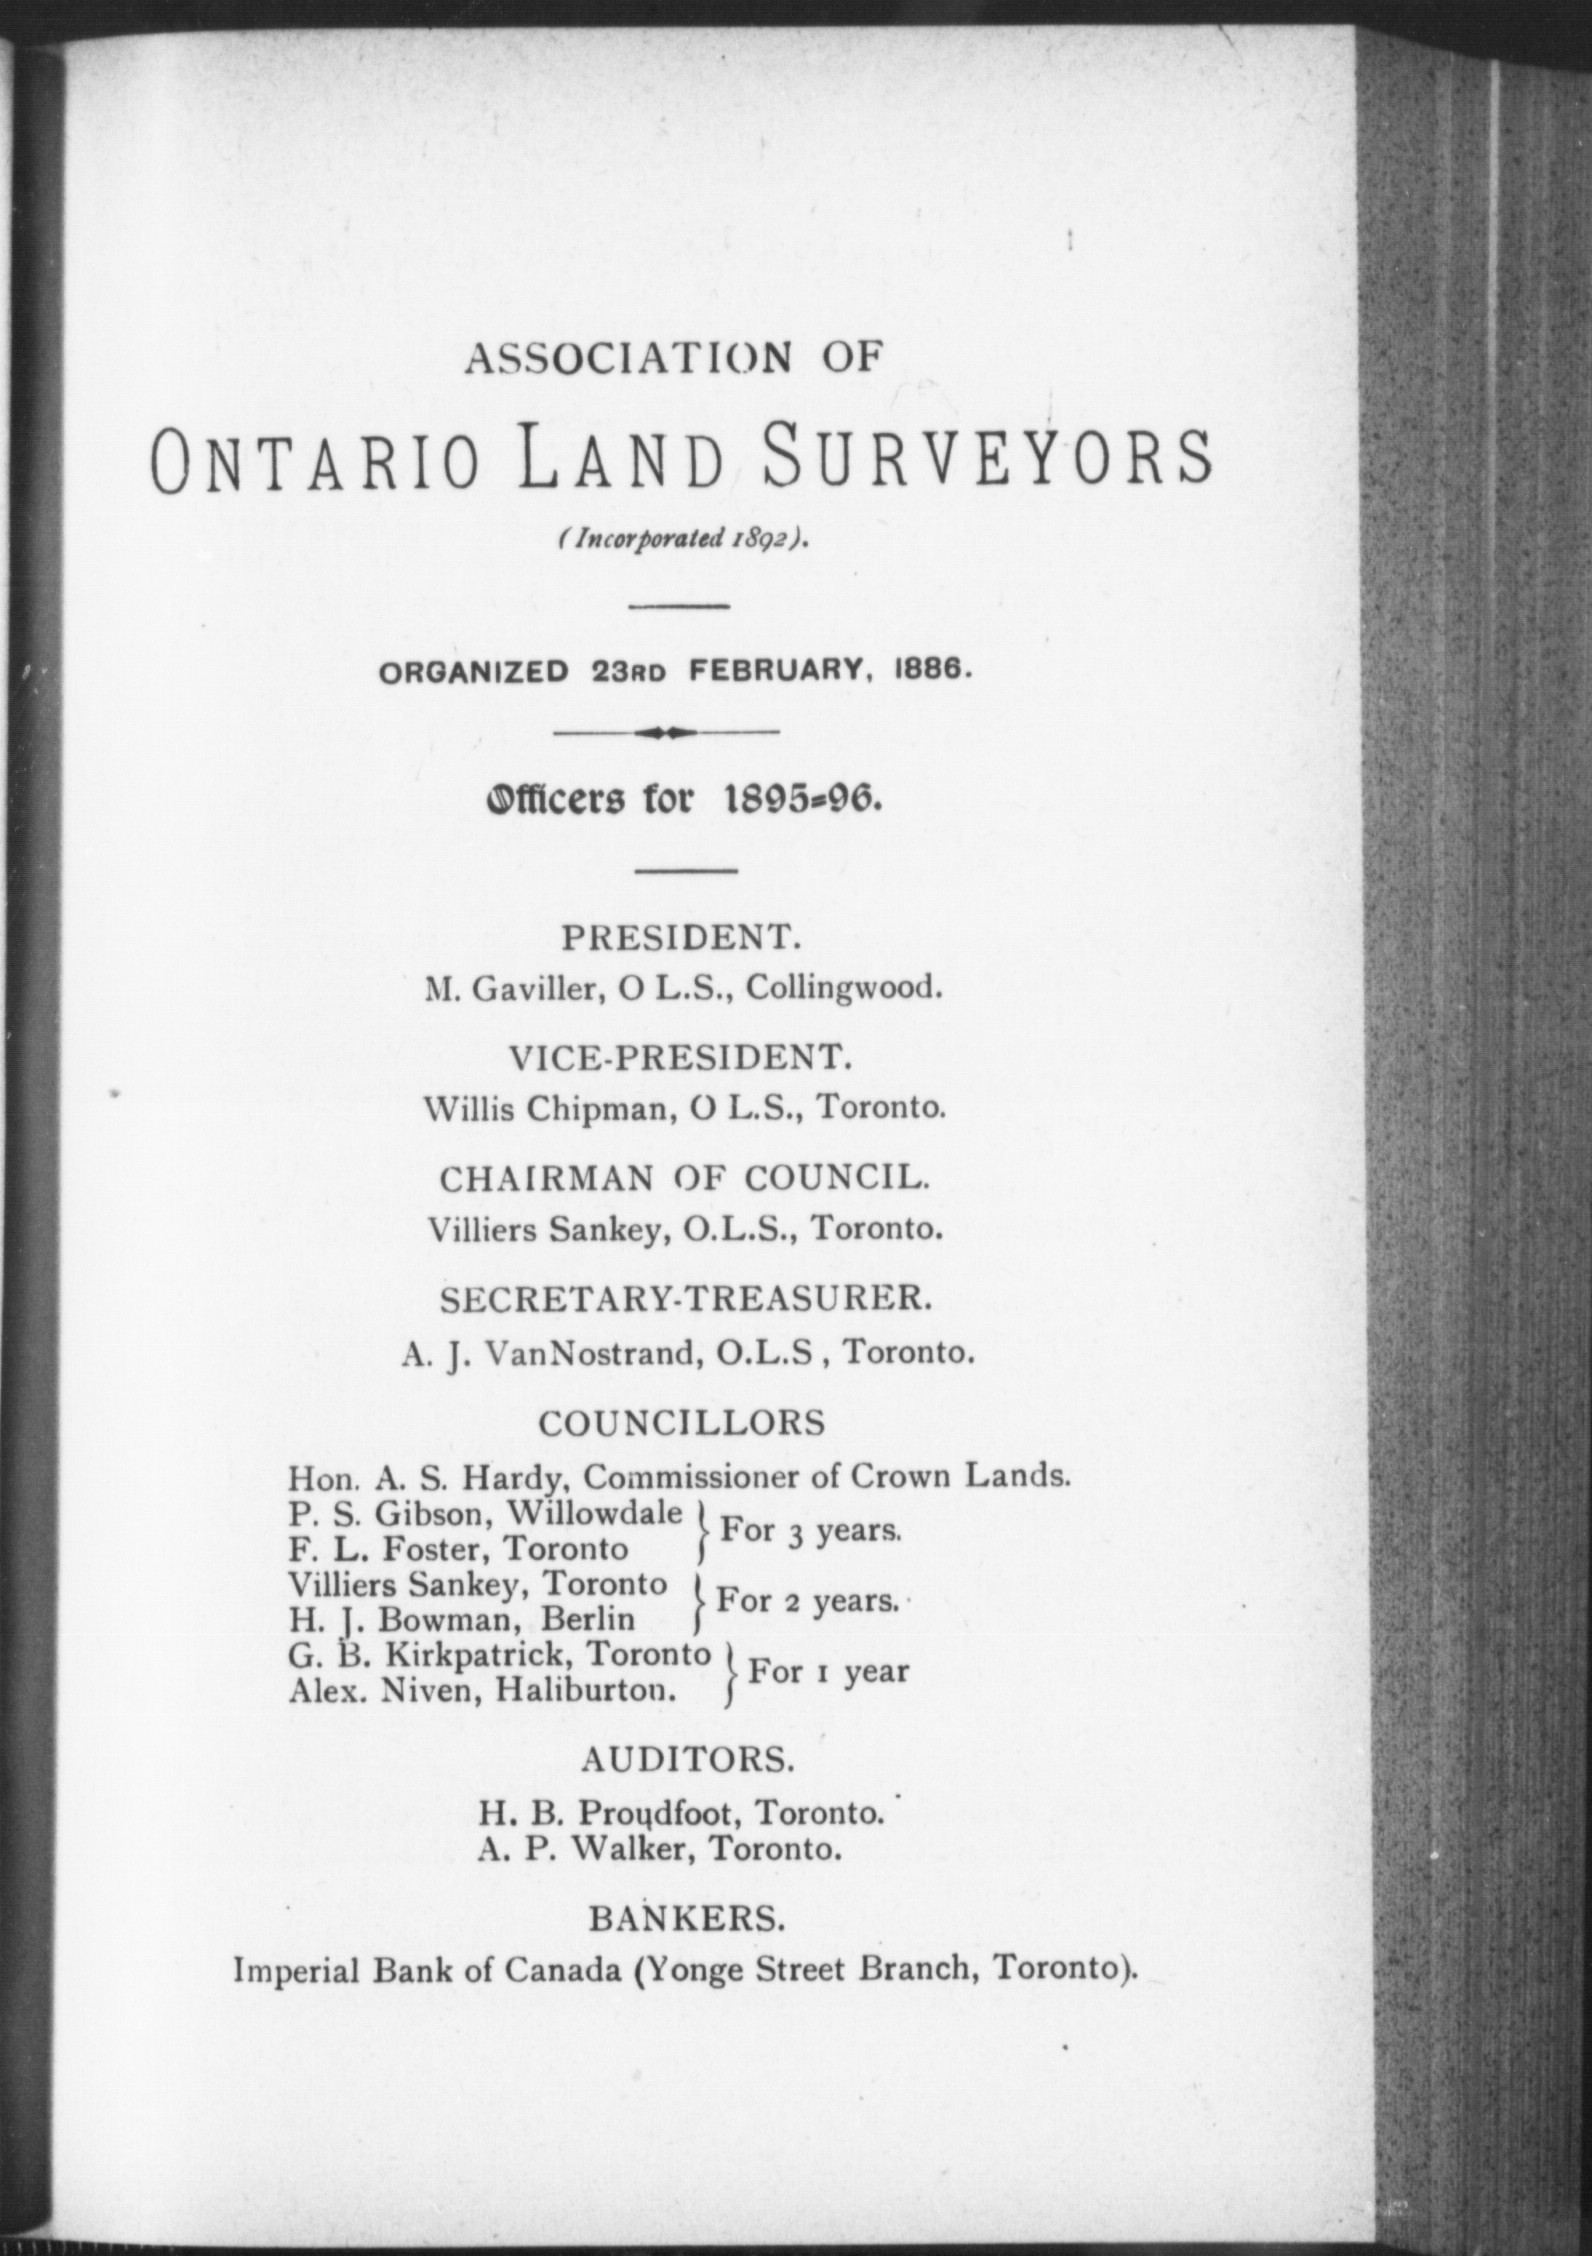 ASSOCIATION OF
ONTARIO LAND SURVEYORS
(Incorporated 1892).
ORGANIZED 23RD FEBRUARY, 1886.
Officers for 1895-96.
PRESIDENT.
M. Gaviller, O L.S., Collingwood.
VICE-PRESIDENT.
Willis Chipman, O L.S., Toronto.
CHAIRMAN OF COUNCIL.
Villiers Sankey, O.L.S., Toronto.
SECRETARY-TREASURER.
A. J. VanNostrand, O.L.S , Toronto.
COUNCILLORS
Hon. A. S. Hardy, Commissioner of Crown Lands.
P. S. Gibson, Willowdale
F. L. Foster, Toronto
} For 3 years.
Villiers Sankey, Toronto
H. J. Bowman, Berlin
} For 2 years.
G. B. Kirkpatrick, Toronto
Alex. Niven, Haliburton.
} For 1 year
AUDITORS.
H. B. Proudfoot, Toronto.
A. P. Walker, Toronto.
BANKERS.
Imperial Bank of Canada (Yonge Street Branch, Toronto).